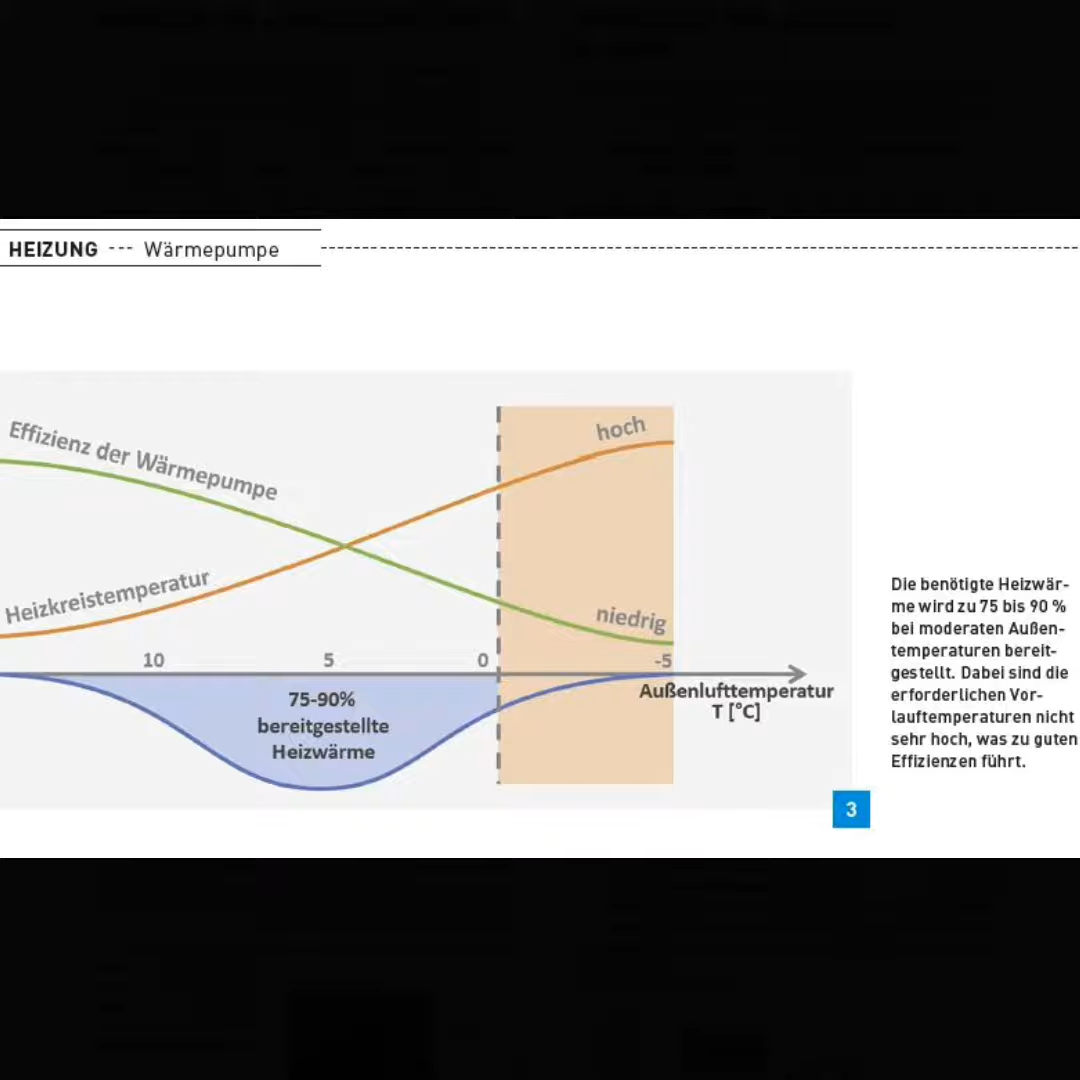 HEIZUNG --- Wärmepumpe
Effizienz der Wärmepumpe
hoch
Heizkreistemperatur
niedrig
10 5 0 -5
Außenlufttemperatur
T [°C]
75-90%
bereitgestellte
Heizwärme
Die benötigte Heizwär-
me wird zu 75 bis 90 %
bei moderaten Außen-
temperaturen bereit-
gestellt. Dabei sind die
erforderlichen Vor-
lauftemperaturen nicht
sehr hoch, was zu guten
Effizienzen führt.
3